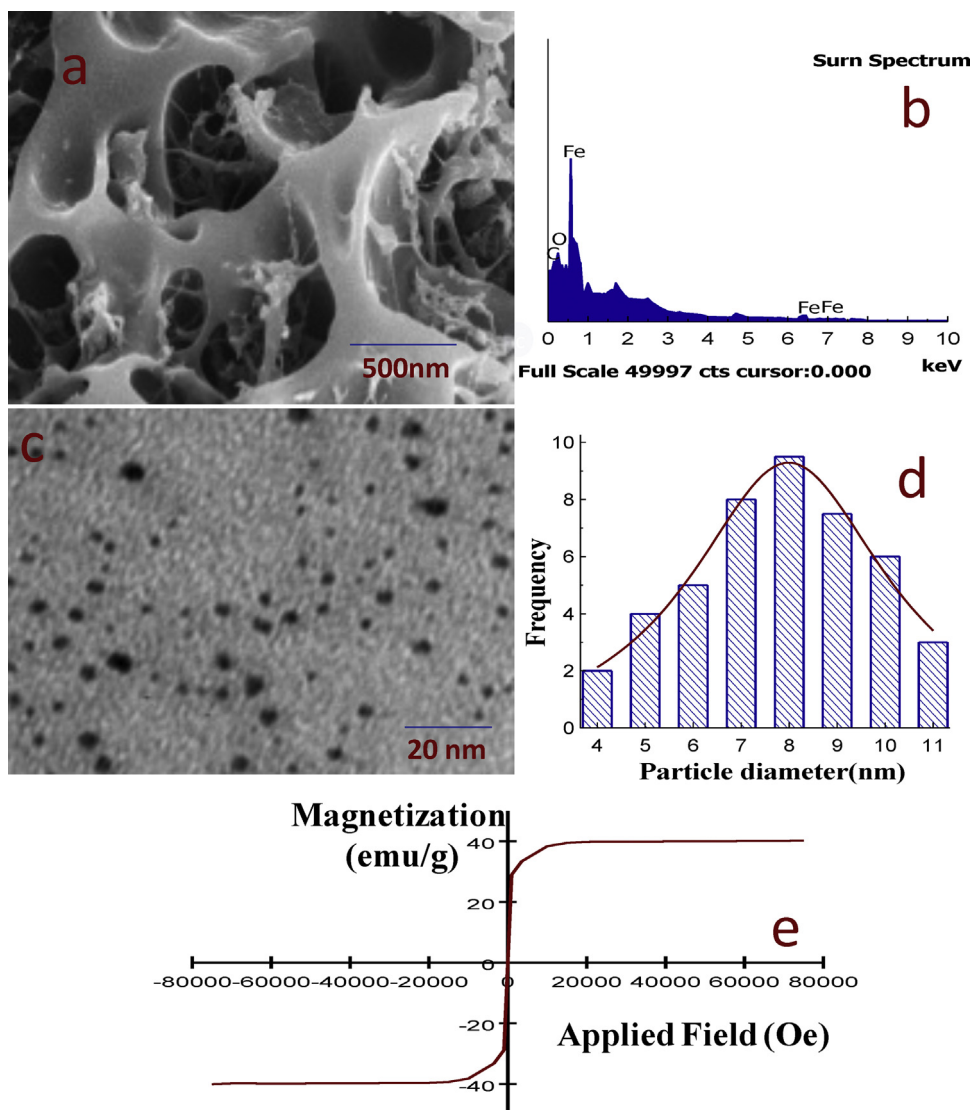 a
500nm
Surn Spectrum
b
Fe
O
C
Fe Fe
0 1 2 3 4 5 6 7 8 9 10
Full Scale 49997 cts cursor:0.000 keV
c
20 nm
d
Frequency
10
8
6
4
2
0
4 5 6 7 8 9 10 11
Particle diameter(nm)
Magnetization
(emu/g)
40
20
0
-20
-40
-80000 -60000 -40000 -20000 0 20000 40000 60000 80000
Applied Field (Oe)
e